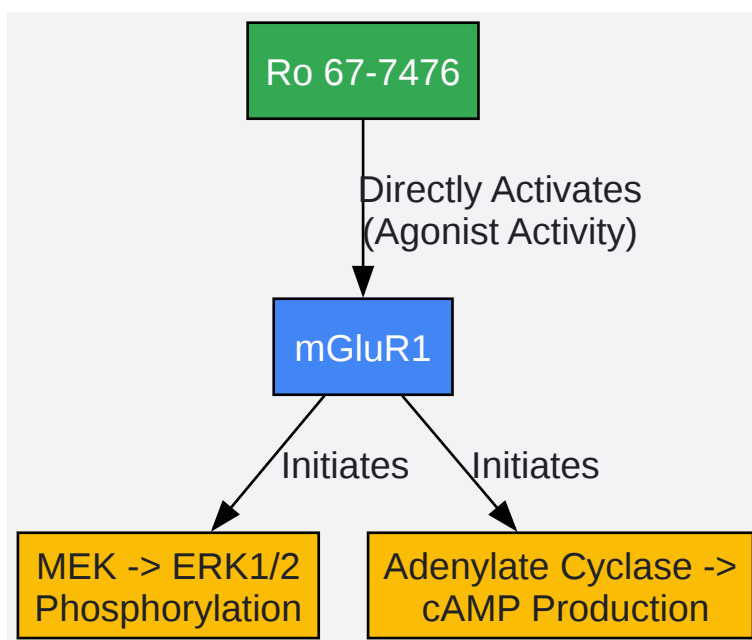 Ro 67-7476
Directly Activates
(Agonist Activity)
mGluR1
Initiates
Initiates
MEK -> ERK1/2
Phosphorylation
Adenylate Cyclase ->
cAMP Production